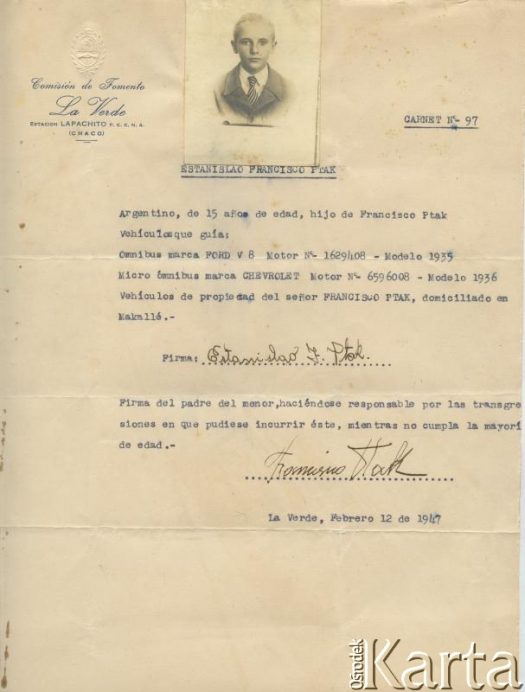 Comisión de Fomento
La Verde
ESTACION LAPACHITO F. C. C. N. A.
(CHACO)
CARNET Nº- 97
ESTANISLAO FRANCISCO PTAK
Argentino, de 15 años de edad, hijo de Francisco Ptak
Vehículosque guía;
Omnibus marca FORD V 8 Motor Nº- 1629408 - Modelo 1935
Micro ómnibus marca CHEVROLET Motor Nº- 6596008 - Modelo 1936
Vehículos de propiedad del señor FRANCISCO PTAK, domiciliado en
Makallé.-
Firma: Estanislao F. Ptak.
Firma del padre del menor,haciéndose responsable por las transgre
siones en que pudiese incurrir éste, mientras no cumpla la mayorí
de edad.-
Francisco Ptak
La Verde, Febrero 12 de 1947
Ośrodek Karta